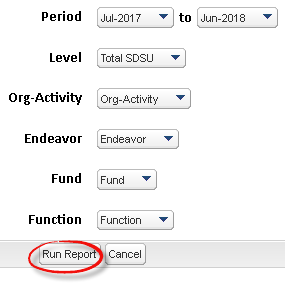 Period Jul-2017 to Jun-2018
Level Total SDSU
Org-Activity Org-Activity
Endeavor Endeavor
Fund Fund
Function Function
Run Report Cancel